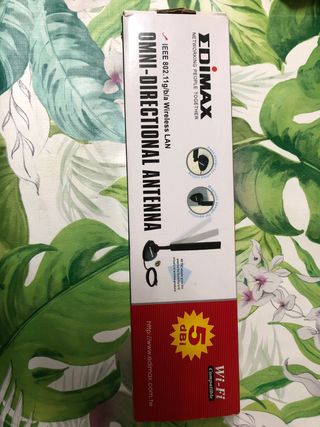 EDIMAX
NETWORKING PEOPLE TOGETHER
IEEE 802.11g/b/a Wireless LAN
OMNI-DIRECTIONAL ANTENNA
5
dBi
Wi-Fi
Compatible
http://www.edimax.com.tw